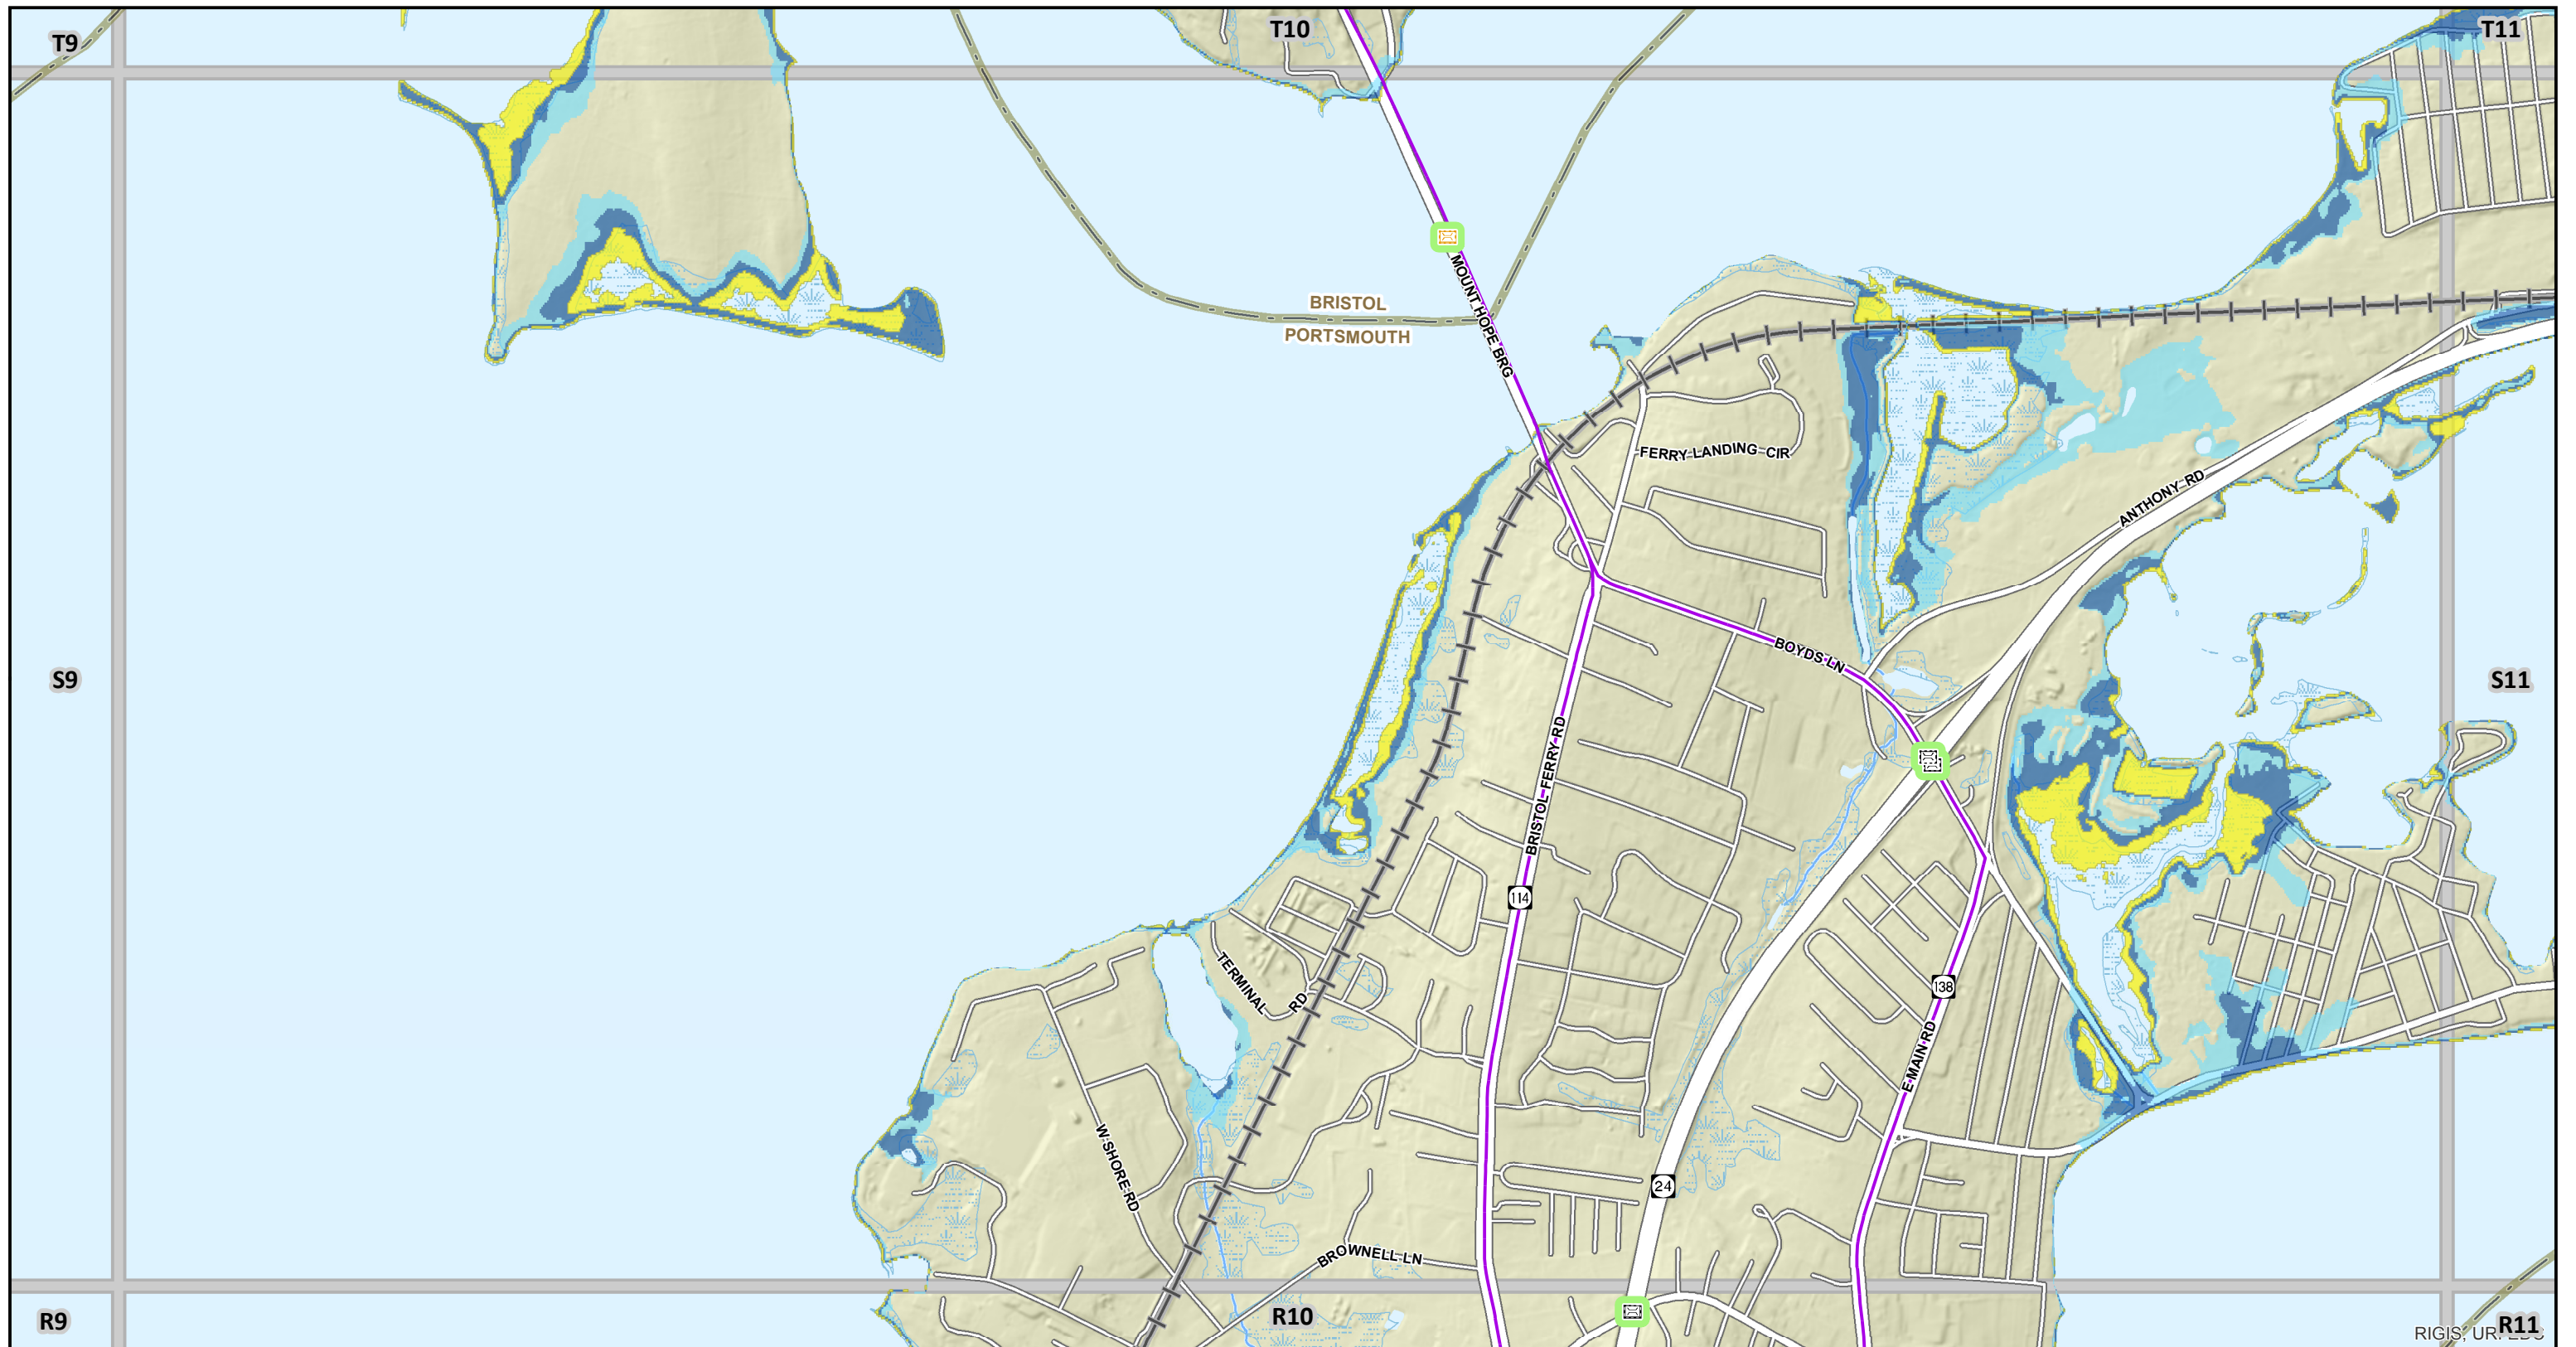 T9
T10
T11
BRISTOL
PORTSMOUTH
MOUNT HOPE BRG
FERRY LANDING CIR
ANTHONY RD
BOYDS LN
S9
S11
BRISTOL FERRY RD
114
TERMINAL RD
138
E MAIN RD
W SHORE RD
24
BROWNELL LN
R9
R10
R11
RIGIS,